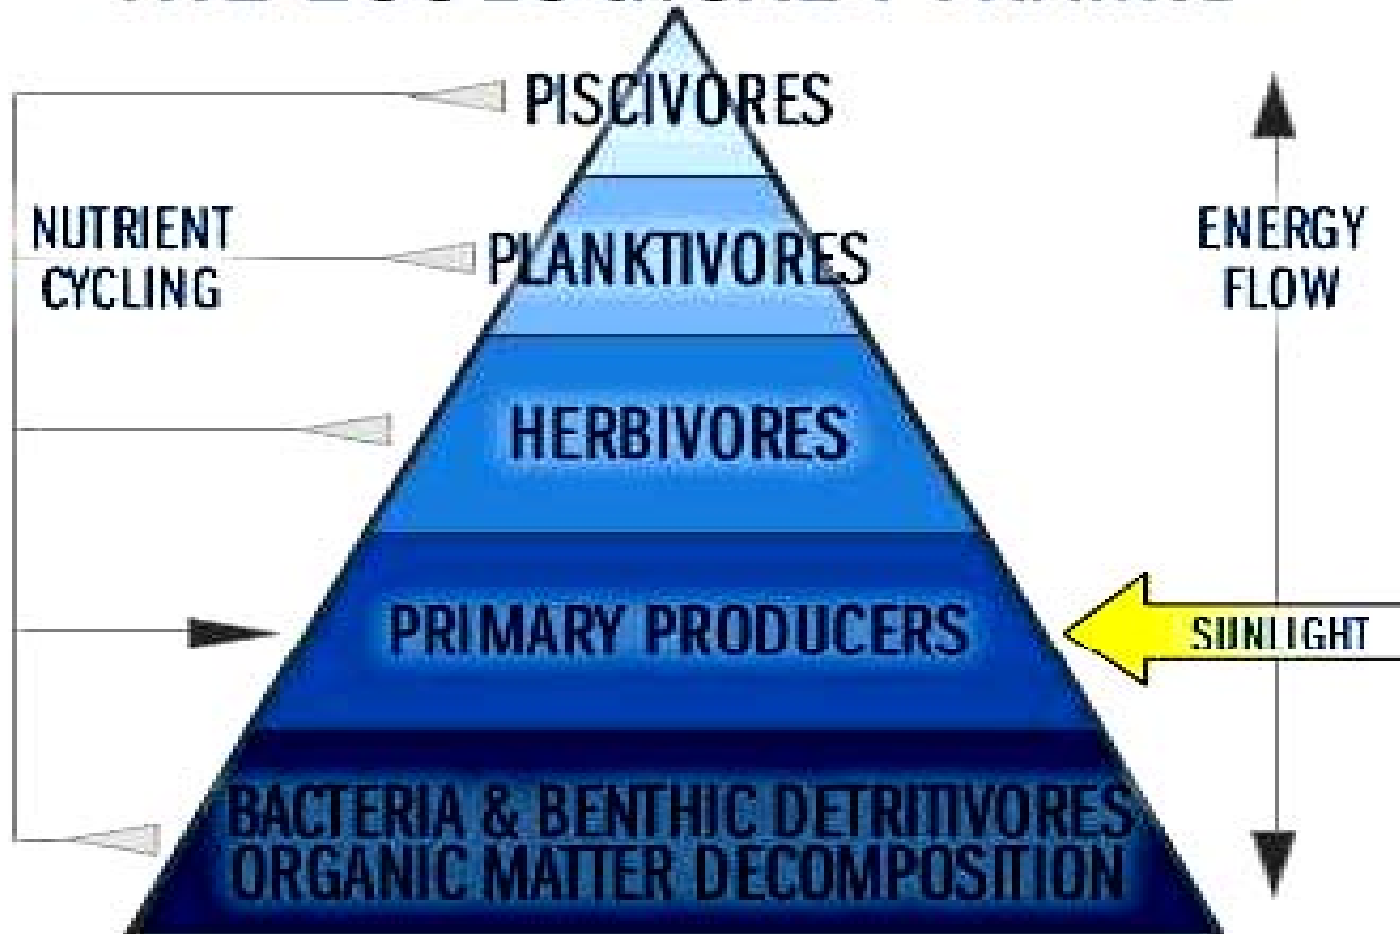 PISCIVORES
NUTRIENT
CYCLING
PLANKTIVORES
ENERGY
FLOW
HERBIVORES
PRIMARY PRODUCERS
SUNLIGHT
BACTERIA & BENTHIC DETRITIVORES
ORGANIC MATTER DECOMPOSITION